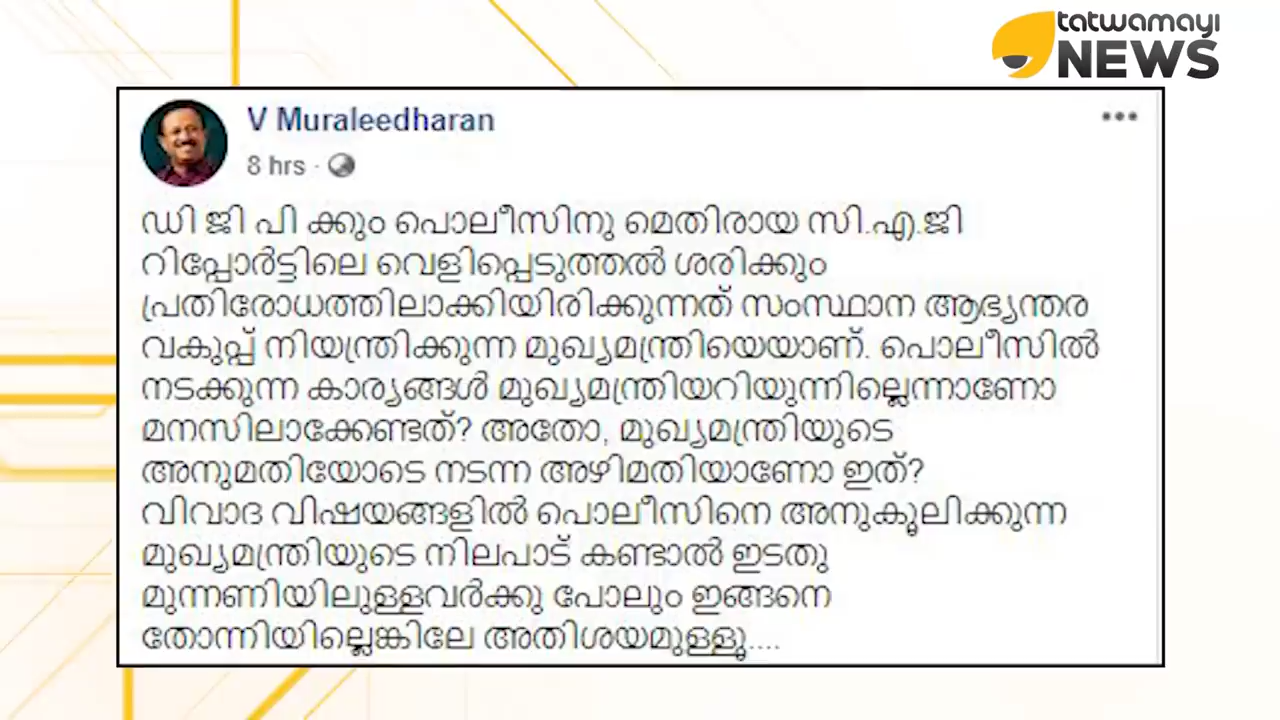 tatwamayi
NEWS
V Muraleedharan
8 hrs ·
ഡി ജി പി ക്കും പൊലീസിനു മെതിരായ സി.എ.ജി
റിപ്പോർട്ടിലെ വെളിപ്പെടുത്തൽ ശരിക്കും
പ്രതിരോധത്തിലാക്കിയിരിക്കുന്നത് സംസ്ഥാന ആഭ്യന്തര
വകുപ്പ് നിയന്ത്രിക്കുന്ന മുഖ്യമന്ത്രിയെയാണ്. പൊലീസിൽ
നടക്കുന്ന കാര്യങ്ങൾ മുഖ്യമന്ത്രിയറിയുന്നില്ലെന്നാണോ
മനസിലാക്കേണ്ടത്? അതോ, മുഖ്യമന്ത്രിയുടെ
അനുമതിയോടെ നടന്ന അഴിമതിയാണോ ഇത്?
വിവാദ വിഷയങ്ങളിൽ പൊലീസിനെ അനുകൂലിക്കുന്ന
മുഖ്യമന്ത്രിയുടെ നിലപാട് കണ്ടാൽ ഇടതു
മുന്നണിയിലുള്ളവർക്കു പോലും ഇങ്ങനെ
തോന്നിയില്ലെങ്കിലേ അതിശയമുള്ളൂ....